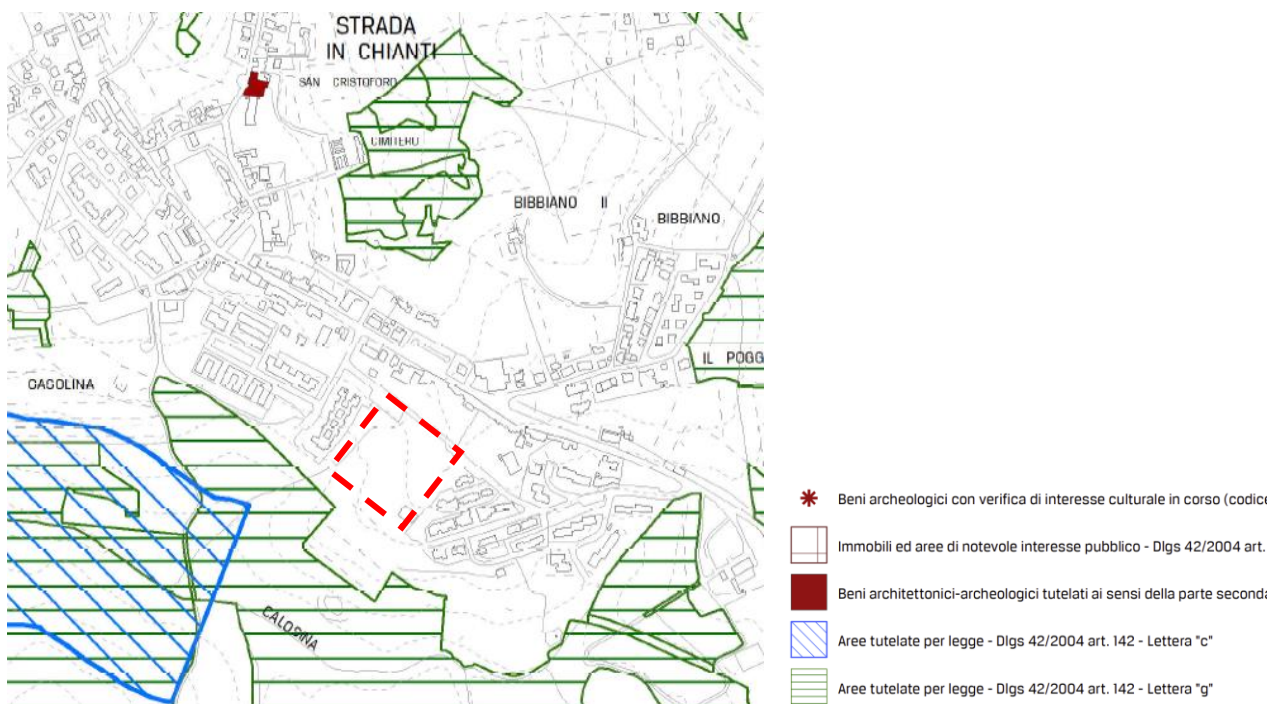 STRADA
IN CHIANTI
SAN CRISTOFORO
CIMITERO
BIBBIANO II
BIBBIANO
IL POGG
GAGOLINA
CALOSINA
Beni archeologici con verifica di interesse culturale in corso (codice
Immobili ed aree di notevole interesse pubblico - Dlgs 42/2004 art.
Beni architettonici-archeologici tutelati ai sensi della parte seconda
Aree tutelate per legge - Dlgs 42/2004 art. 142 - Lettera "c"
Aree tutelate per legge - Dlgs 42/2004 art. 142 - Lettera "g"